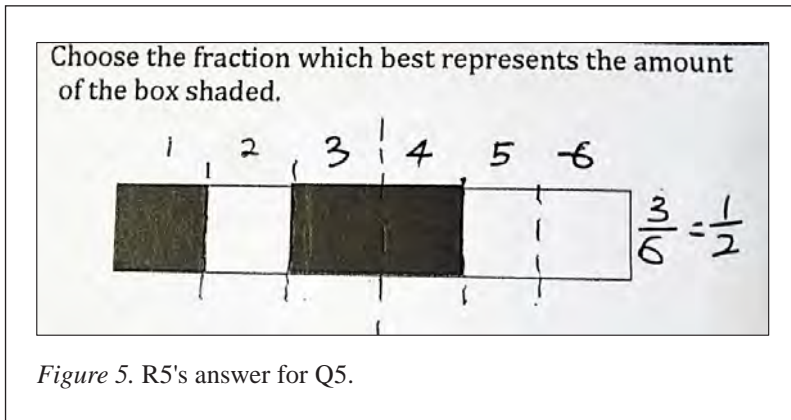 Choose the fraction which best represents the amount
of the box shaded.
1 2 3 4 5 6
3/6 = 1/2
Figure 5. R5's answer for Q5.